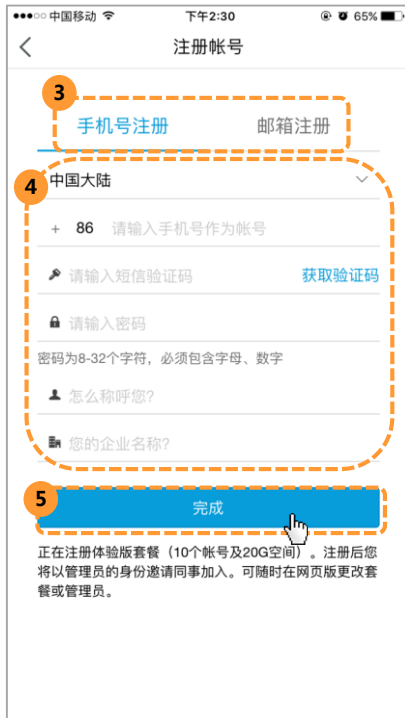 中国移动 下午2:30 65%
注册帐号
3
手机号注册 邮箱注册
4
中国大陆
+ 86 请输入手机号作为帐号
请输入短信验证码 获取验证码
请输入密码
密码为8-32个字符，必须包含字母、数字
怎么称呼您?
您的企业名称?
5
完成
正在注册体验版套餐（10个帐号及20G空间）。注册后您
将以管理员的身份邀请同事加入。可随时在网页版更改套
餐或管理员。